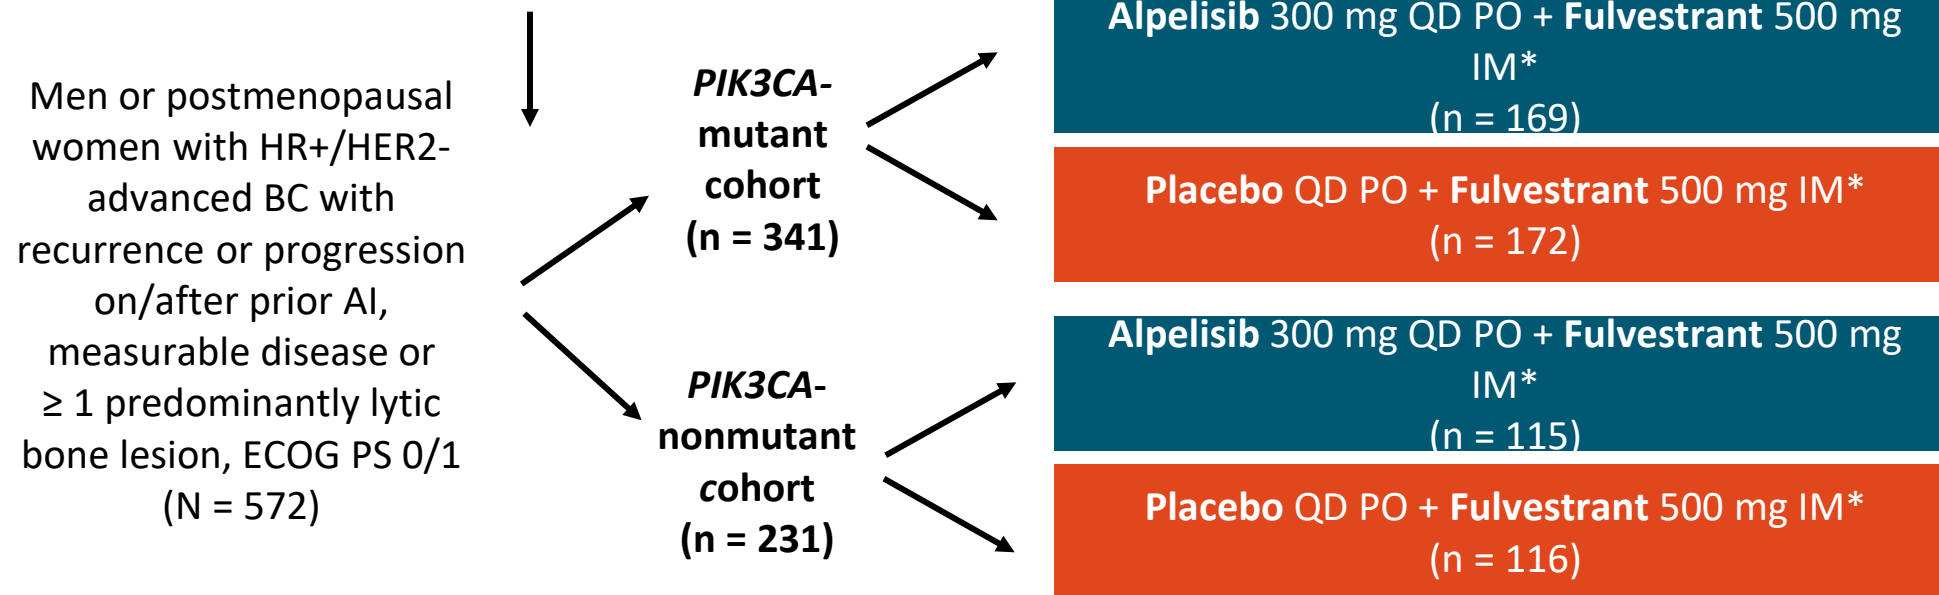 Men or postmenopausal
women with HR+/HER2-
advanced BC with
recurrence or progression
on/after prior AI,
measurable disease or
≥ 1 predominantly lytic
bone lesion, ECOG PS 0/1
(N = 572)
PIK3CA-
mutant
cohort
(n = 341)
Alpelisib 300 mg QD PO + Fulvestrant 500 mg
IM*
(n = 169)
Placebo QD PO + Fulvestrant 500 mg IM*
(n = 172)
PIK3CA-
nonmutant
cohort
(n = 231)
Alpelisib 300 mg QD PO + Fulvestrant 500 mg
IM*
(n = 115)
Placebo QD PO + Fulvestrant 500 mg IM*
(n = 116)